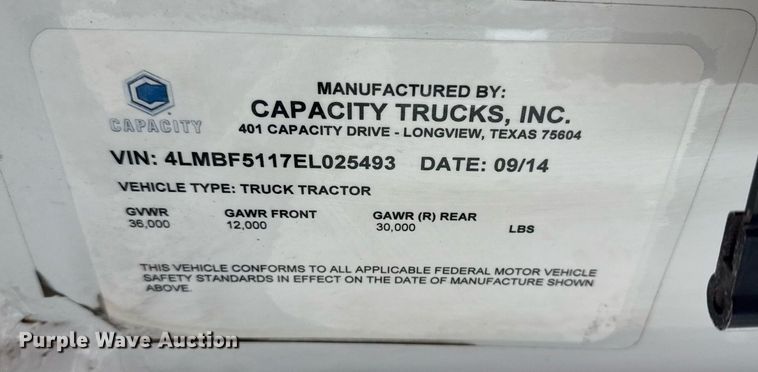 MANUFACTURED BY:
CAPACITY TRUCKS, INC.
401 CAPACITY DRIVE - LONGVIEW, TEXAS 75604
CAPACITY
VIN: 4LMBF5117EL025493 DATE: 09/14
VEHICLE TYPE: TRUCK TRACTOR
GVWR GAWR FRONT GAWR (R) REAR
36,000 12,000 30,000 LBS
THIS VEHICLE CONFORMS TO ALL APPLICABLE FEDERAL MOTOR VEHICLE
SAFETY STANDARDS IN EFFECT ON THE DATE OF MANUFACTURE SHOWN
ABOVE.
Purple Wave Auction